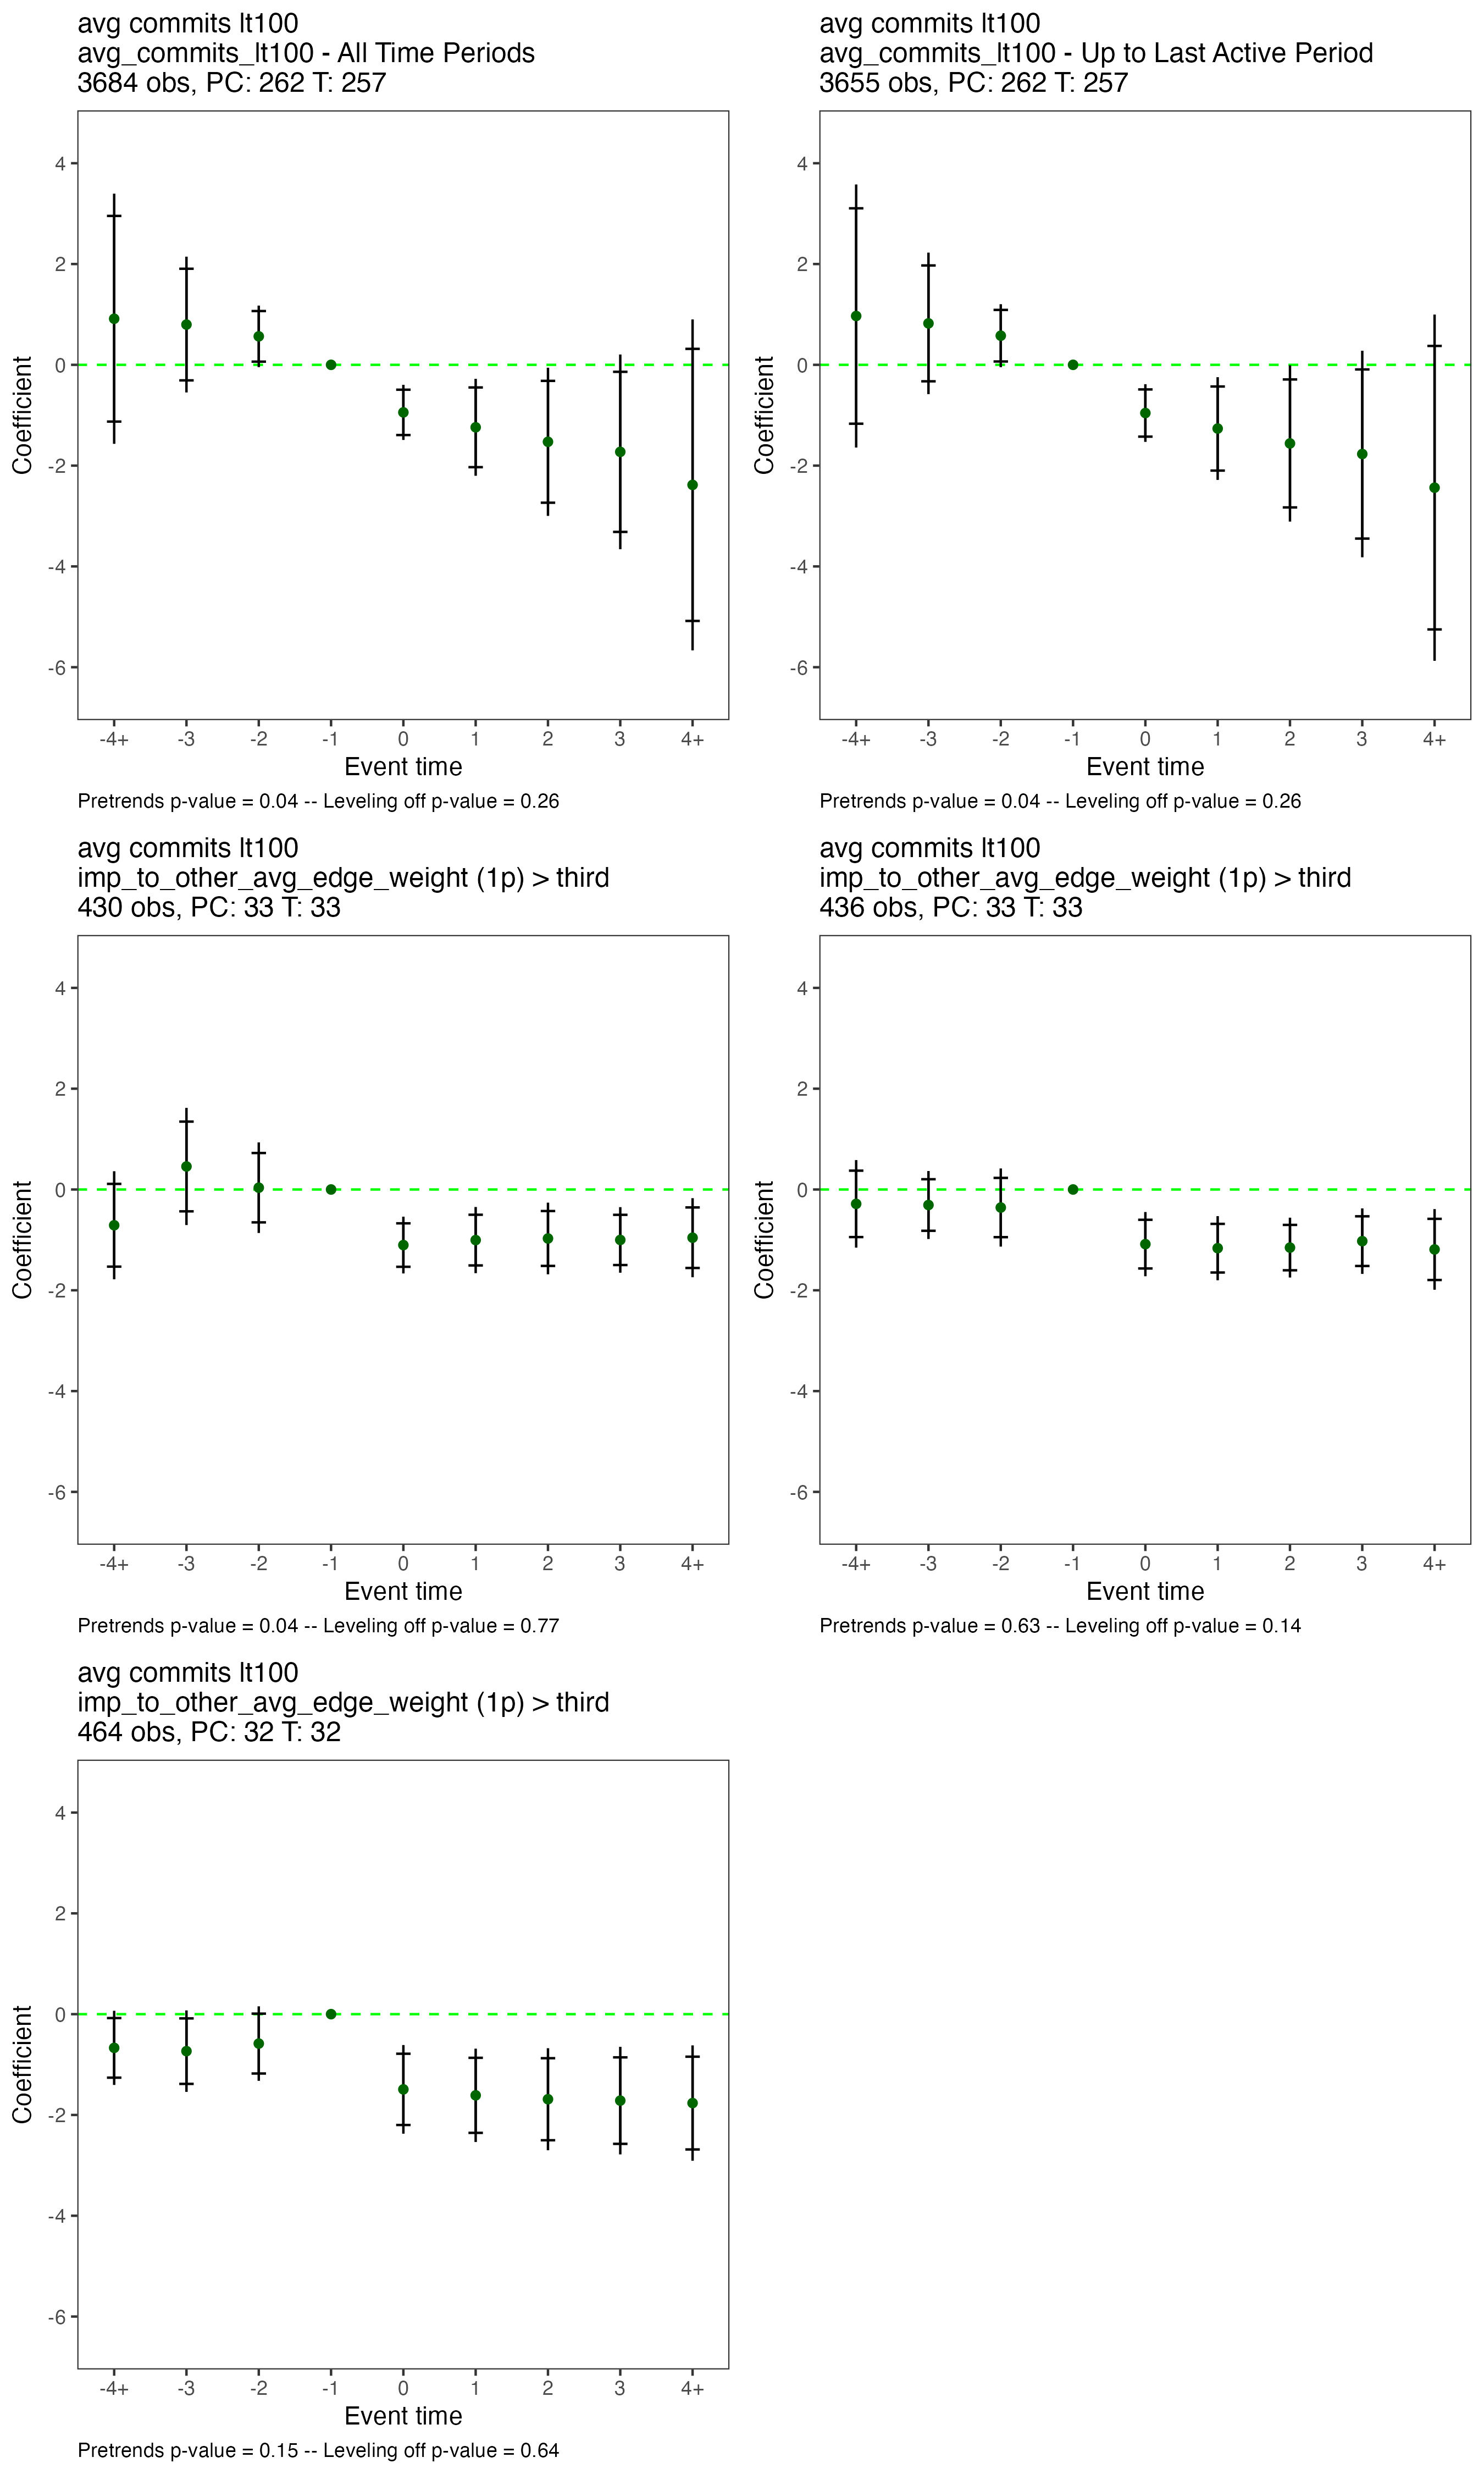 avg commits lt100
avg_commits_lt100 - All Time Periods
3684 obs, PC: 262 T: 257
4
2
0
-2
-4
-6
Coefficient
-4+ -3 -2 -1 0 1 2 3 4+
Event time
Pretrends p-value = 0.04 -- Leveling off p-value = 0.26
avg commits lt100
avg_commits_lt100 - Up to Last Active Period
3655 obs, PC: 262 T: 257
4
2
0
-2
-4
-6
Coefficient
-4+ -3 -2 -1 0 1 2 3 4+
Event time
Pretrends p-value = 0.04 -- Leveling off p-value = 0.26
avg commits lt100
imp_to_other_avg_edge_weight (1p) > third
430 obs, PC: 33 T: 33
4
2
0
-2
-4
-6
Coefficient
-4+ -3 -2 -1 0 1 2 3 4+
Event time
Pretrends p-value = 0.04 -- Leveling off p-value = 0.77
avg commits lt100
imp_to_other_avg_edge_weight (1p) > third
436 obs, PC: 33 T: 33
4
2
0
-2
-4
-6
Coefficient
-4+ -3 -2 -1 0 1 2 3 4+
Event time
Pretrends p-value = 0.63 -- Leveling off p-value = 0.14
avg commits lt100
imp_to_other_avg_edge_weight (1p) > third
464 obs, PC: 32 T: 32
4
2
0
-2
-4
-6
Coefficient
-4+ -3 -2 -1 0 1 2 3 4+
Event time
Pretrends p-value = 0.15 -- Leveling off p-value = 0.64